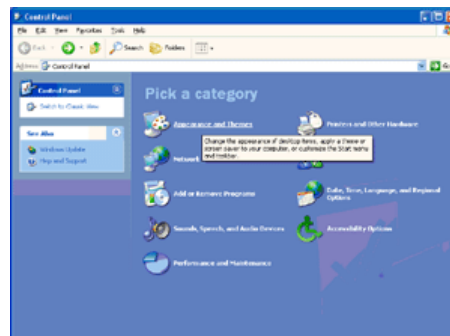 Control Panel
File Edit View Favorites Tools Help
Back Search Folders
Address Control Panel Go
Control Panel
Switch to Classic View
See Also
Windows Update
Help and Support
Pick a category
Appearance and Themes
Printers and Other Hardware
Change the appearance of desktop items, apply a theme or
screen saver to your computer, or customize the Start menu
and taskbar.
Network
Add or Remove Programs
Date, Time, Language, and Regional
Options
Sounds, Speech, and Audio Devices
Accessibility Options
Performance and Maintenance